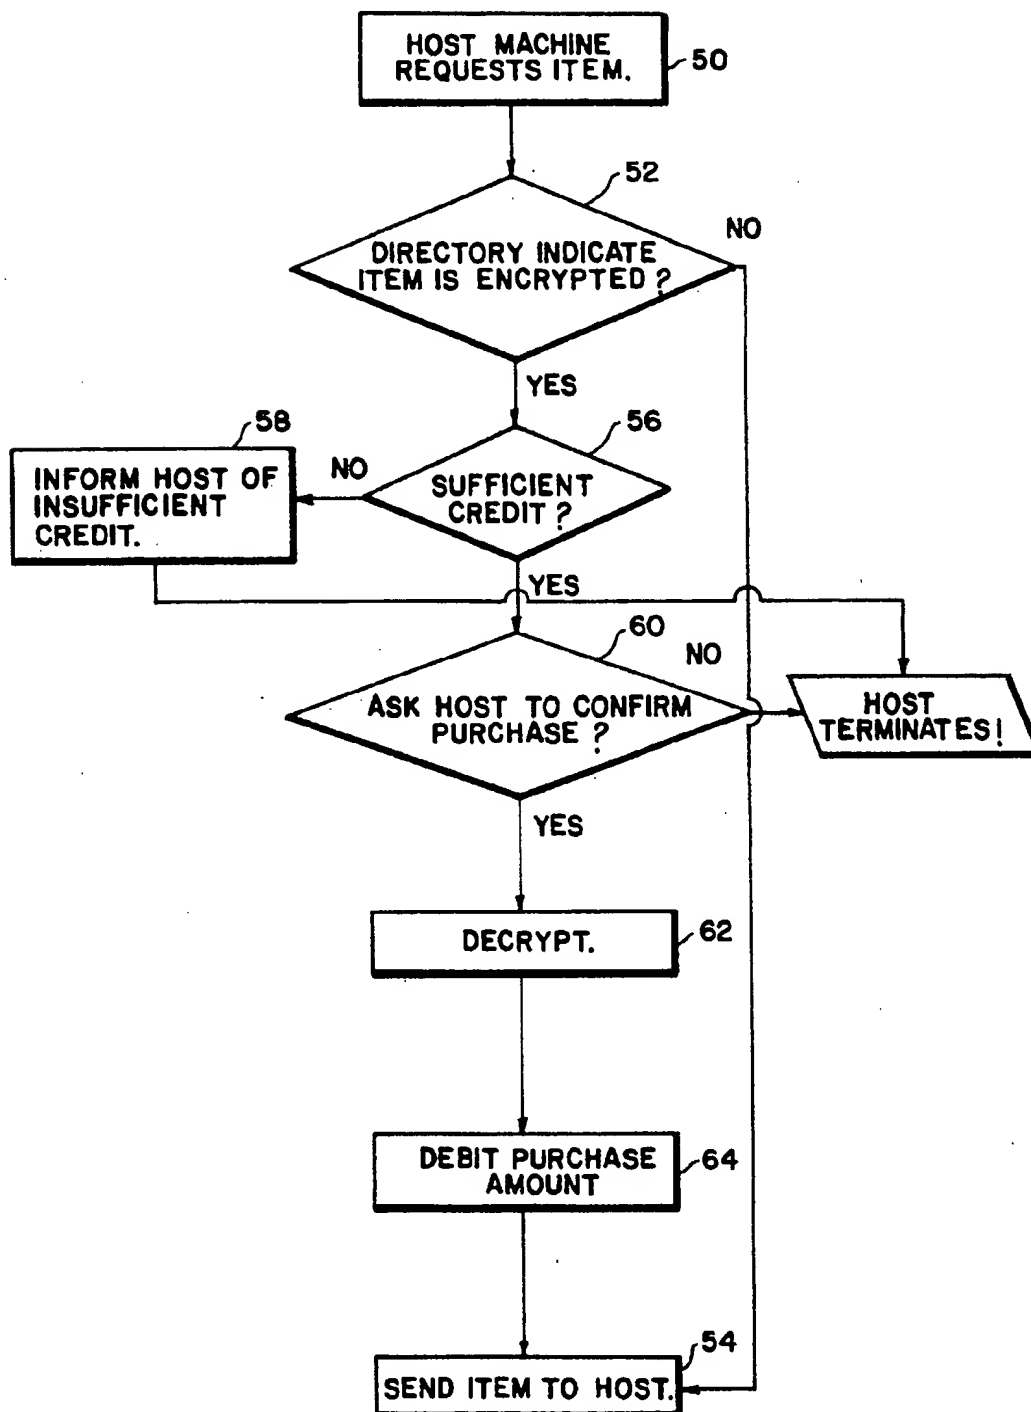 HOST MACHINE
REQUESTS ITEM.
50
52
NO
DIRECTORY INDICATE
ITEM IS ENCRYPTED?
YES
58
56
INFORM HOST OF
INSUFFICIENT
CREDIT.
NO
SUFFICIENT
CREDIT?
YES
60
NO
ASK HOST TO CONFIRM
PURCHASE?
HOST
TERMINATES!
YES
DECRYPT.
62
DEBIT PURCHASE
AMOUNT
64
54
SEND ITEM TO HOST.